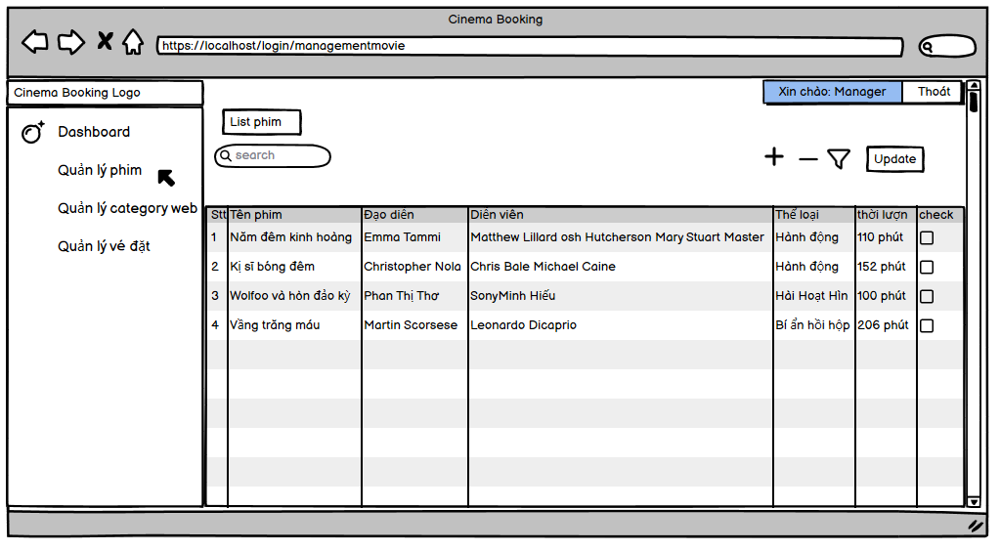 Cinema Booking
https://localhost/login/managementmovie
Cinema Booking Logo
Xin chào: Manager Thoát
Dashboard
Quản lý phim
Quản lý category web
Quản lý vé đặt
List phim
search
Update
Stt Tên phim Đạo diễn Diễn viên Thể loại thời lượn check
1 Năm đêm kinh hoàng Emma Tammi Matthew Lillard osh Hutcherson Mary Stuart Master Hành động 110 phút
2 Kị sĩ bóng đêm Christopher Nola Chris Bale Michael Caine Hành động 152 phút
3 Wolfoo và hòn đảo kỳ Phan Thị Thơ SonyMinh Hiếu Hài Hoạt Hìn 100 phút
4 Vầng trăng máu Martin Scorsese Leonardo Dicaprio Bí ẩn hồi hộp 206 phút